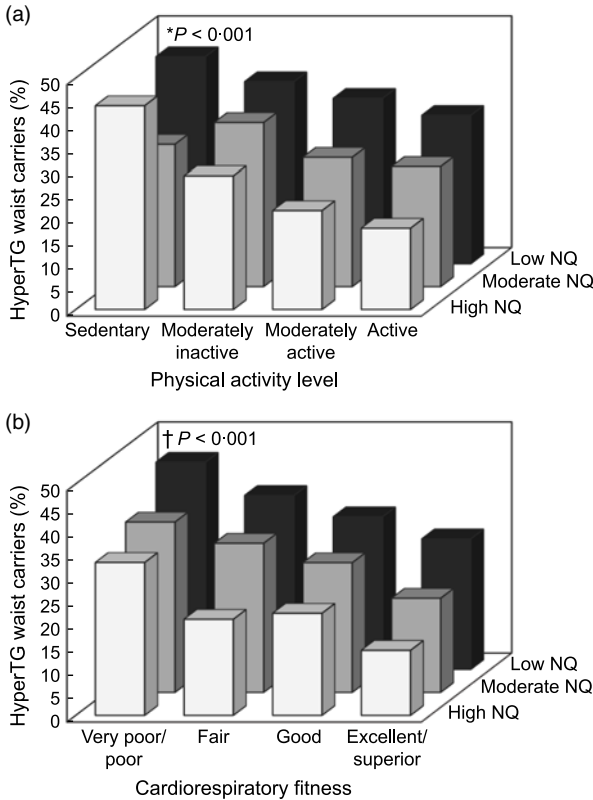 (a)
*P < 0·001
HyperTG waist carriers (%)
50
45
40
35
30
25
20
15
10
5
0
Low NQ
Moderate NQ
High NQ
Sedentary Moderately Moderately Active
inactive active
Physical activity level
(b)
† P < 0·001
HyperTG waist carriers (%)
50
45
40
35
30
25
20
15
10
5
0
Low NQ
Moderate NQ
High NQ
Very poor/ Fair Good Excellent/
poor superior
Cardiorespiratory fitness